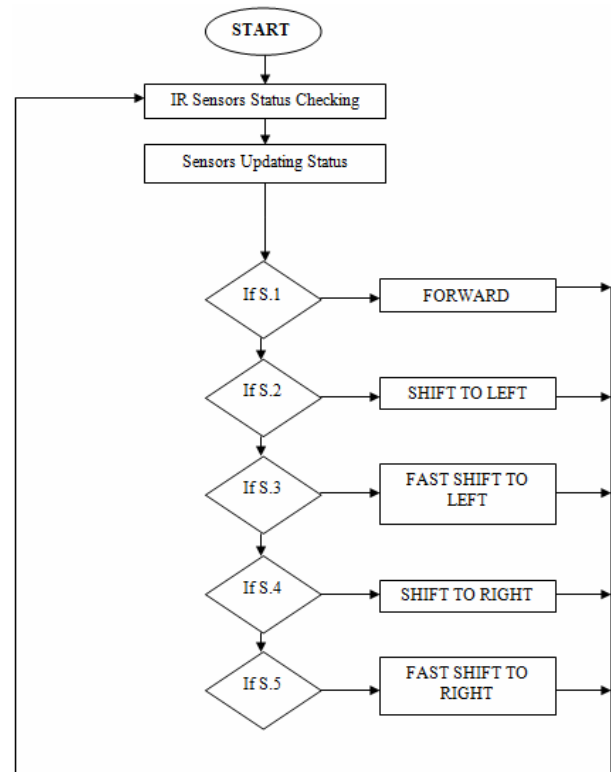 START
IR Sensors Status Checking
Sensors Updating Status
If S.1
FORWARD
If S.2
SHIFT TO LEFT
If S.3
FAST SHIFT TO
LEFT
If S.4
SHIFT TO RIGHT
If S.5
FAST SHIFT TO
RIGHT